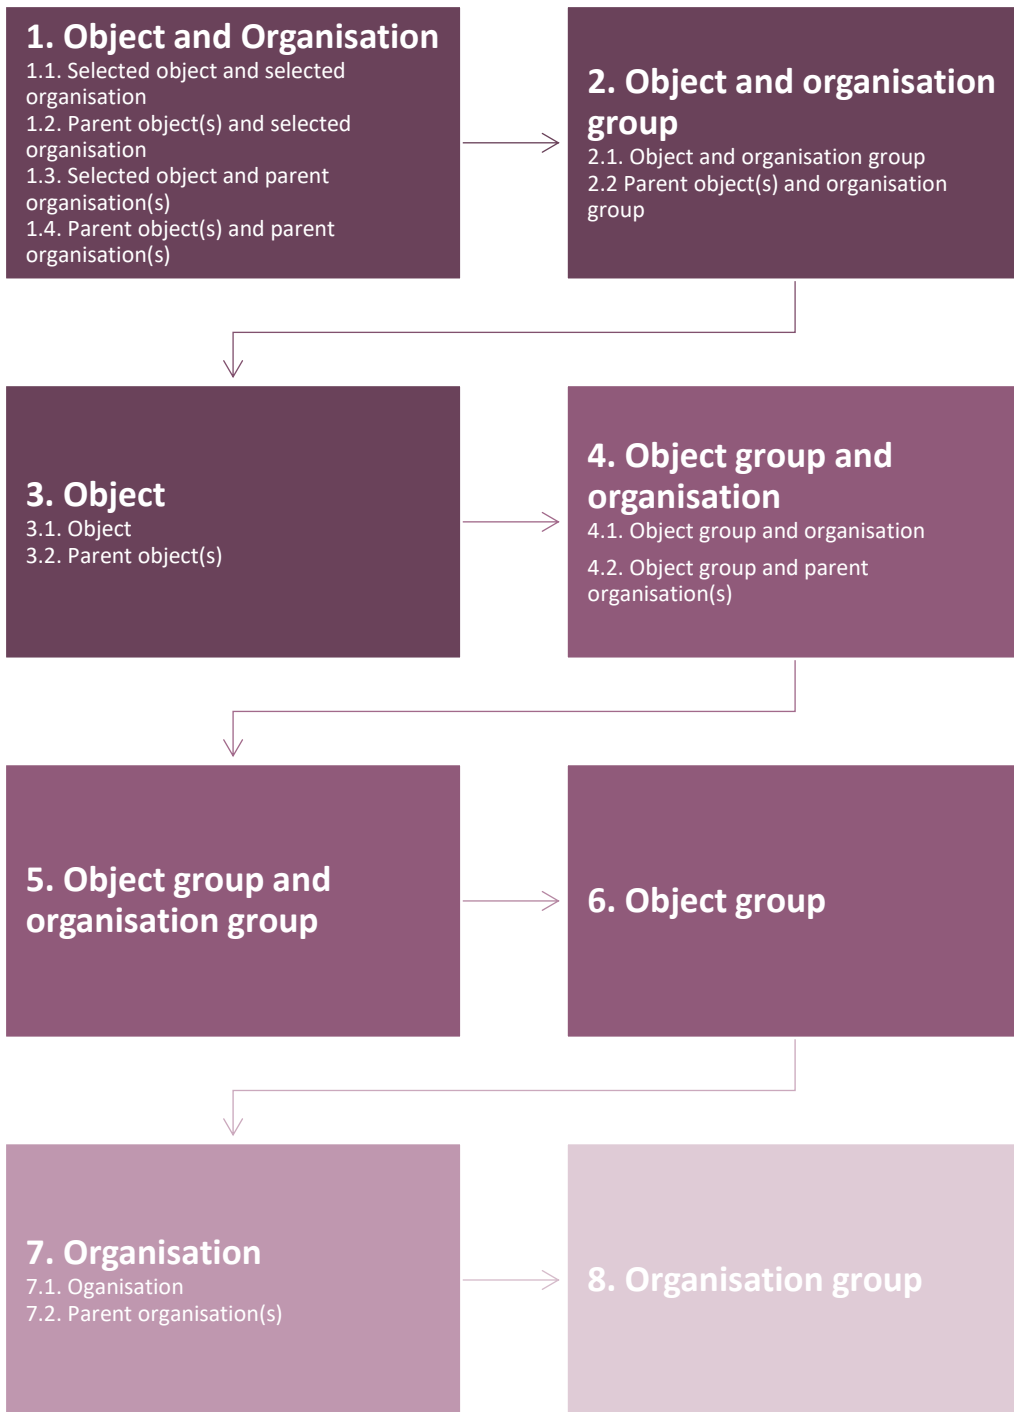 1. Object and Organisation
1.1. Selected object and selected
organisation
1.2. Parent object(s) and selected
organisation
1.3. Selected object and parent
organisation(s)
1.4. Parent object(s) and parent
organisation(s)
2. Object and organisation
group
2.1. Object and organisation group
2.2 Parent object(s) and organisation
group
3. Object
3.1. Object
3.2. Parent object(s)
4. Object group and
organisation
4.1. Object group and organisation
4.2. Object group and parent
organisation(s)
5. Object group and
organisation group
6. Object group
7. Organisation
7.1. Oganisation
7.2. Parent organisation(s)
8. Organisation group